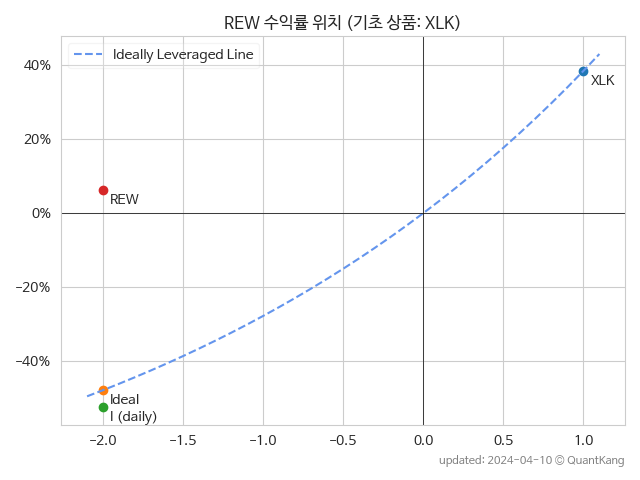 REW 수익률 위치 (기초 상품: XLK)
Ideally Leveraged Line
40%
20%
0%
−20%
−40%
XLK
REW
Ideal
I (daily)
−2.0 −1.5 −1.0 −0.5 0.0 0.5 1.0
updated: 2024-04-10 © QuantKang